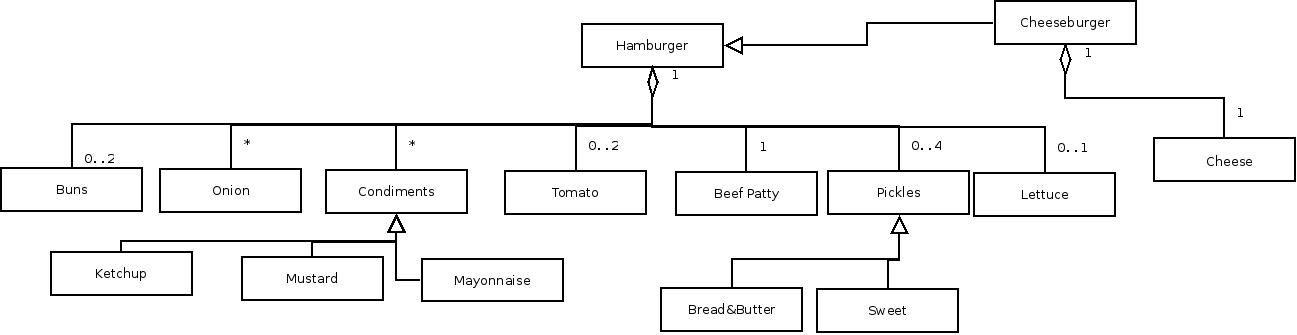 Cheeseburger
Hamburger
1
1
1
*
*
0..2
0..2
1
0..4
0..1
Cheese
Buns
Onion
Condiments
Tomato
Beef Patty
Pickles
Lettuce
Ketchup
Mustard
Mayonnaise
Bread&Butter
Sweet